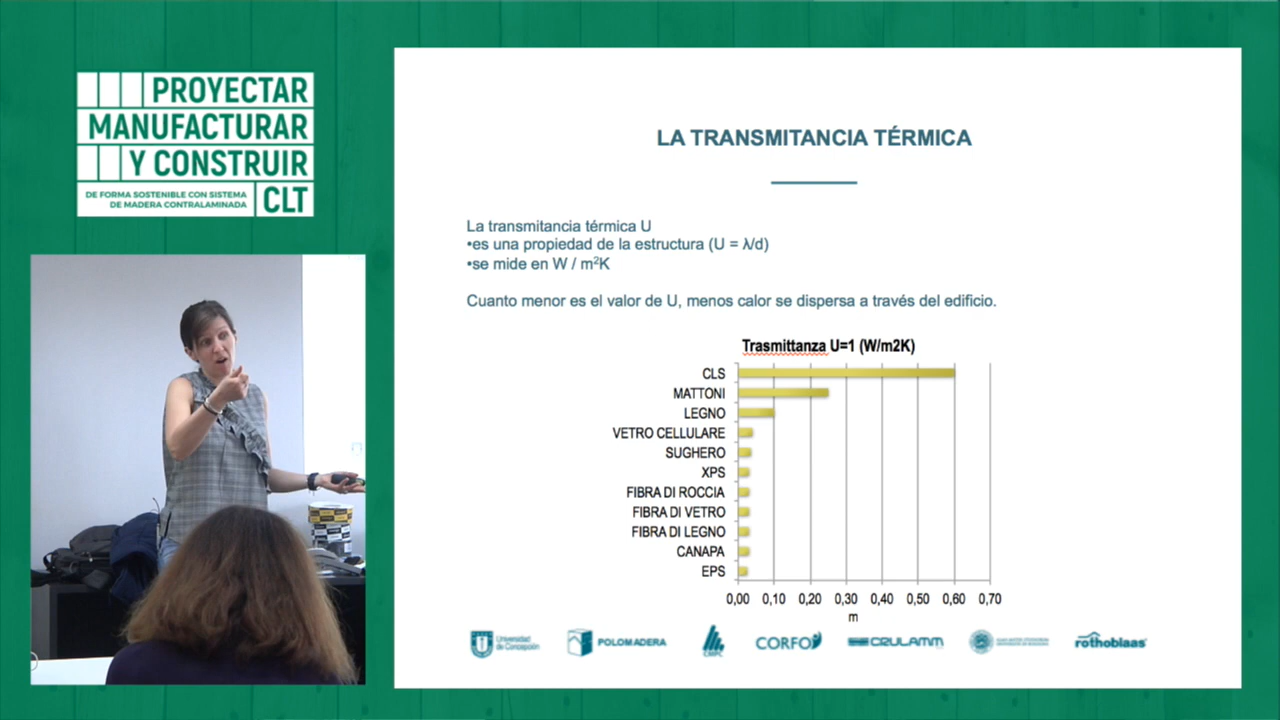 PROYECTAR
MANUFACTURAR
Y CONSTRUIR
DE FORMA SOSTENIBLE CON SISTEMA
DE MADERA CONTRALAMINADA
CLT
LA TRANSMITANCIA TÉRMICA
La transmitancia térmica U
•es una propiedad de la estructura (U = λ/d)
•se mide en W / m²K
Cuanto menor es el valor de U, menos calor se dispersa a través del edificio.
Trasmittanza U=1 (W/m2K)
CLS
MATTONI
LEGNO
VETRO CELLULARE
SUGHERO
XPS
FIBRA DI ROCCIA
FIBRA DI VETRO
FIBRA DI LEGNO
CANAPA
EPS
0,00 0,10 0,20 0,30 0,40 0,50 0,60 0,70
m
Universidad
de Concepción
POLOMADERA
CORFO
CRULAMM
rothoblaas